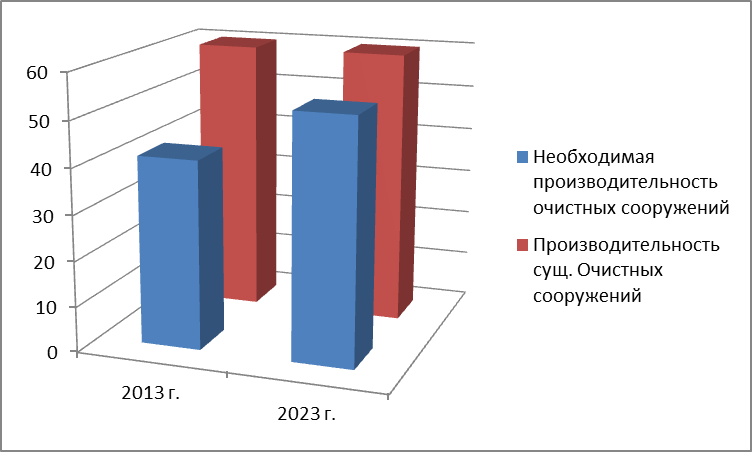 60
50
40
30
20
10
0
2013 г.
2023 г.
Необходимая
производительность
очистных сооружений
Производительность
сущ. Очистных
сооружений